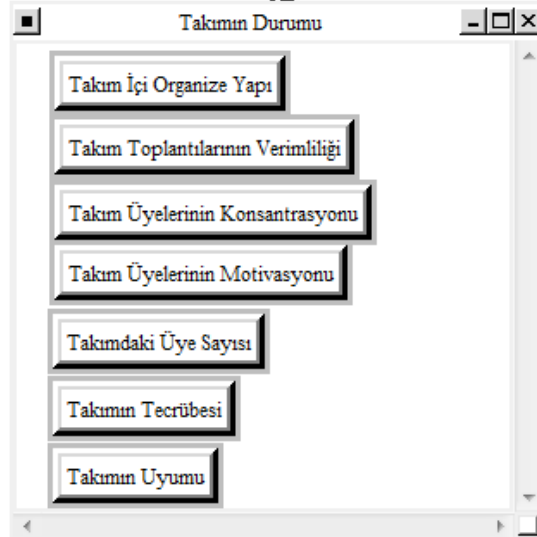 Takımın Durumu
Takım İçi Organize Yapı
Takım Toplantılarının Verimliliği
Takım Üyelerinin Konsantrasyonu
Takım Üyelerinin Motivasyonu
Takımdaki Üye Sayısı
Takımın Tecrübesi
Takımın Uyumu